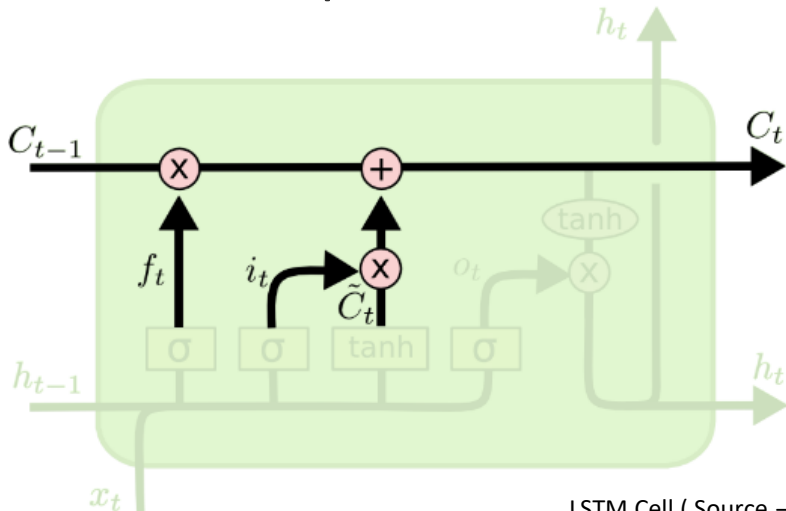 h_t
C_{t-1} x + C_t
tanh
f_t i_t x o_t x
C̃_t
σ σ tanh σ
h_{t-1} h_t
x_t
LSTM Cell ( Source –